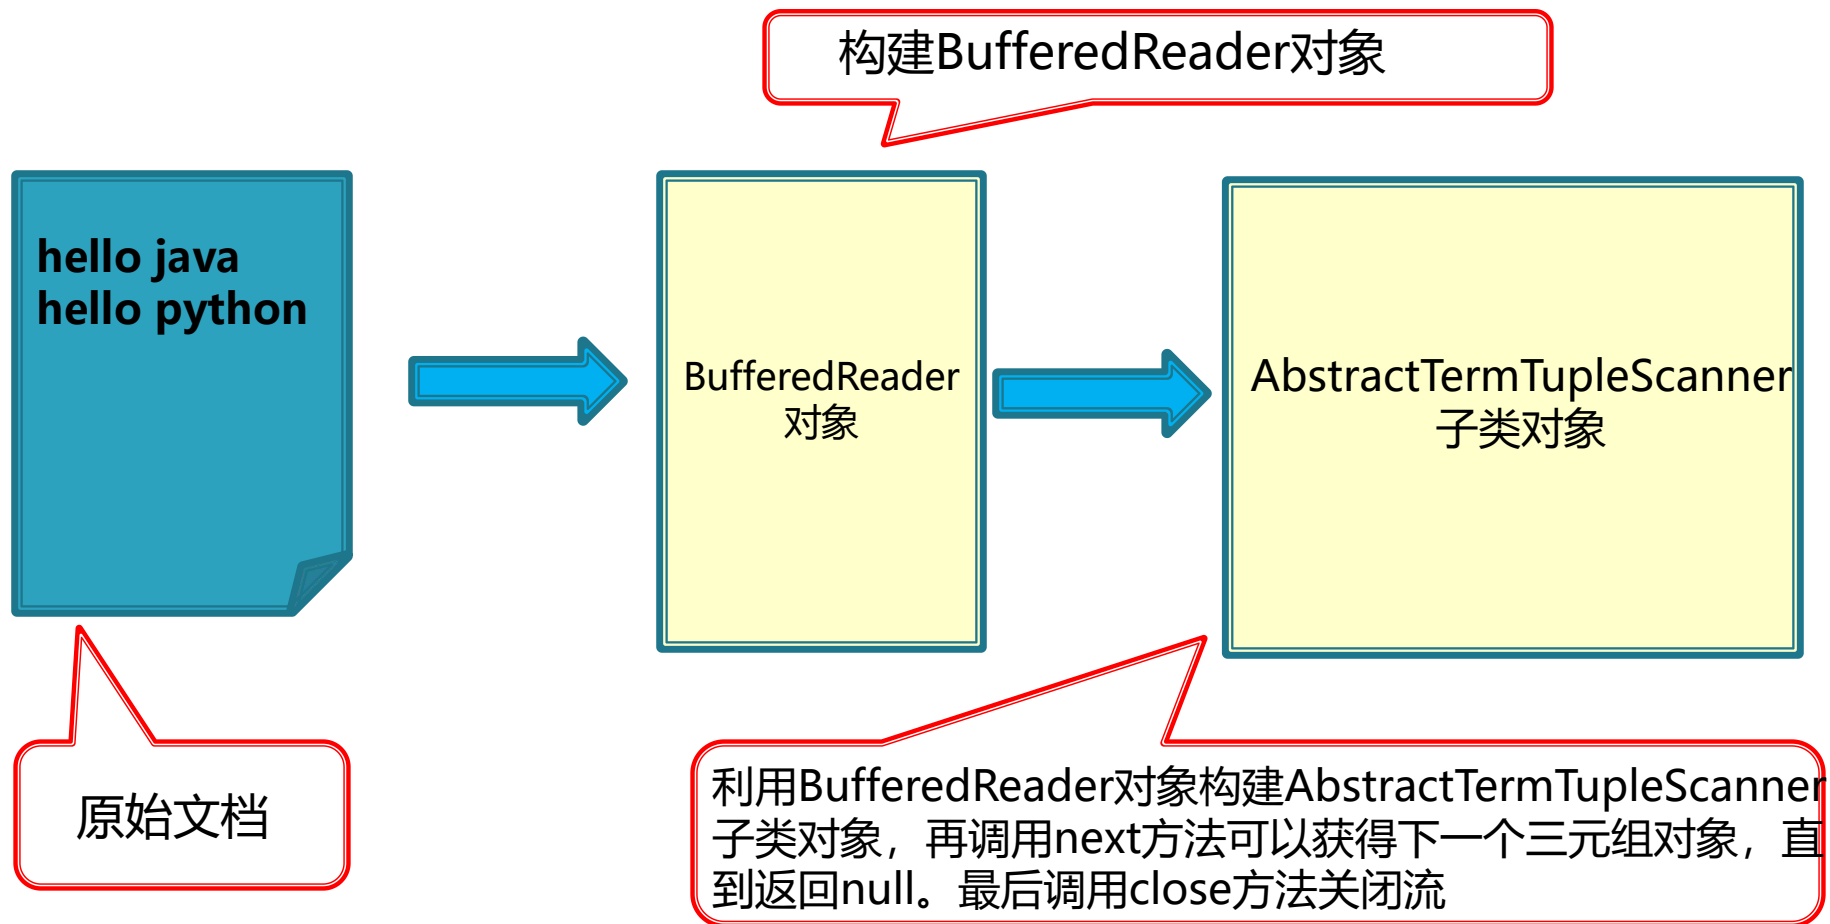 构建BufferedReader对象
hello java
hello python
BufferedReader
对象
AbstractTermTupleScanner
子类对象
原始文档
利用BufferedReader对象构建AbstractTermTupleScanner
子类对象，再调用next方法可以获得下一个三元组对象，直
到返回null。最后调用close方法关闭流